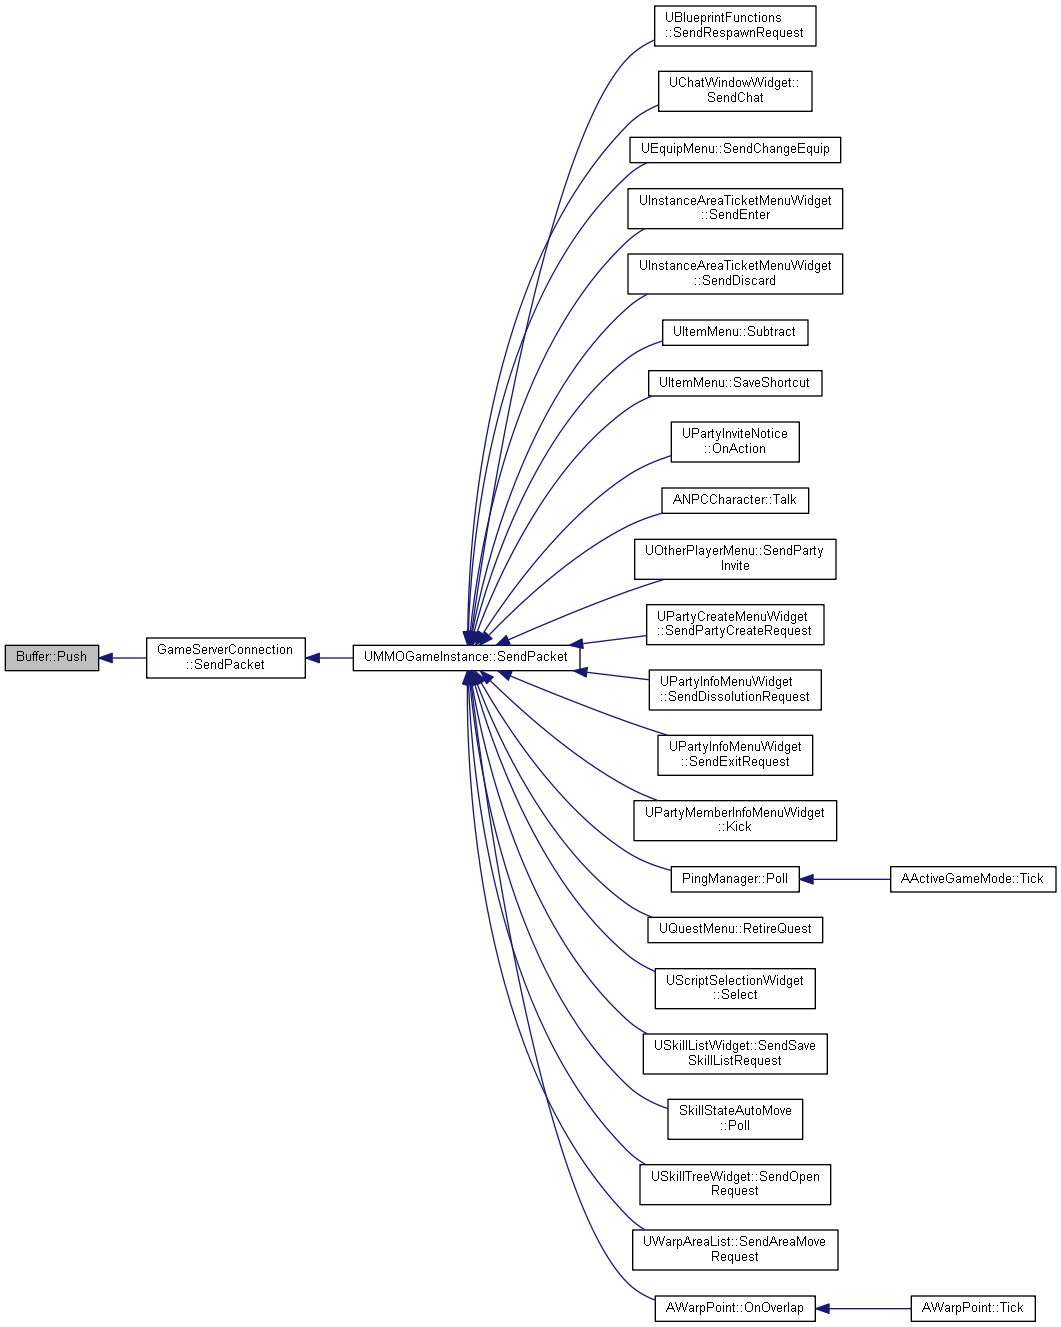 UBlueprintFunctions
::SendRespawnRequest
UChatWindowWidget::
SendChat
UEquipMenu::SendChangeEquip
UInstanceAreaTicketMenuWidget
::SendEnter
UInstanceAreaTicketMenuWidget
::SendDiscard
UItemMenu::Subtract
UItemMenu::SaveShortcut
UPartyInviteNotice
::OnAction
ANPCCharacter::Talk
UOtherPlayerMenu::SendParty
Invite
UPartyCreateMenuWidget
::SendPartyCreateRequest
Buffer::Push
GameServerConnection
::SendPacket
UMMOGameInstance::SendPacket
UPartyInfoMenuWidget
::SendDissolutionRequest
UPartyInfoMenuWidget
::SendExitRequest
UPartyMemberInfoMenuWidget
::Kick
PingManager::Poll
AActiveGameMode::Tick
UQuestMenu::RetireQuest
UScriptSelectionWidget
::Select
USkillListWidget::SendSave
SkillListRequest
SkillStateAutoMove
::Poll
USkillTreeWidget::SendOpen
Request
UWarpAreaList::SendAreaMove
Request
AWarpPoint::OnOverlap
AWarpPoint::Tick